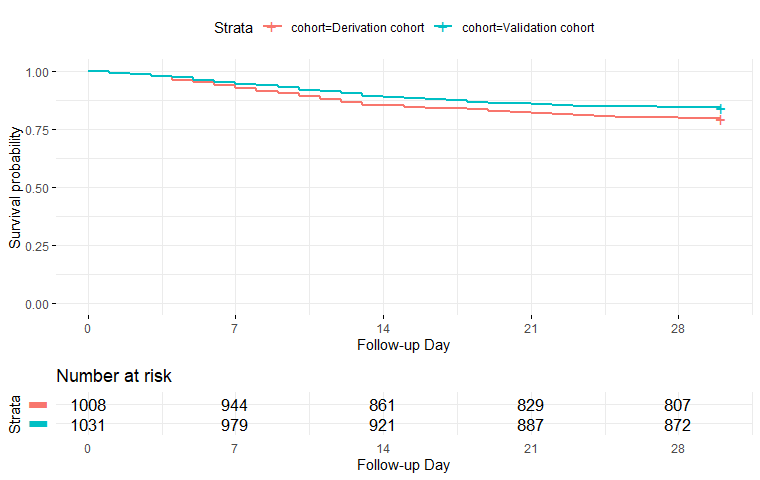 Strata cohort=Derivation cohort cohort=Validation cohort
Survival probability
1.00
0.75
0.50
0.25
0.00
0 7 14 21 28
Follow-up Day
Number at risk
Strata
1008 944 861 829 807
1031 979 921 887 872
0 7 14 21 28
Follow-up Day